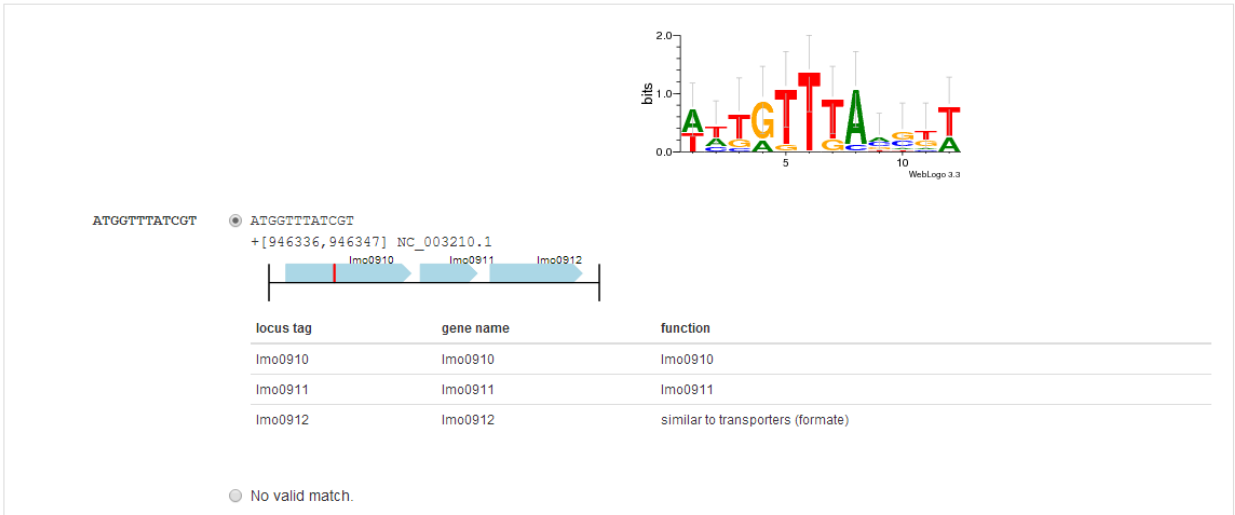 2.0
bits
1.0
0.0
5
10
WebLogo 3.3
ATGGTTTATCGT
ATGGTTTATCGT
+[946336,946347] NC_003210.1
lmo0910 lmo0911 lmo0912
locus tag gene name function
lmo0910 lmo0910 lmo0910
lmo0911 lmo0911 lmo0911
lmo0912 lmo0912 similar to transporters (formate)
No valid match.